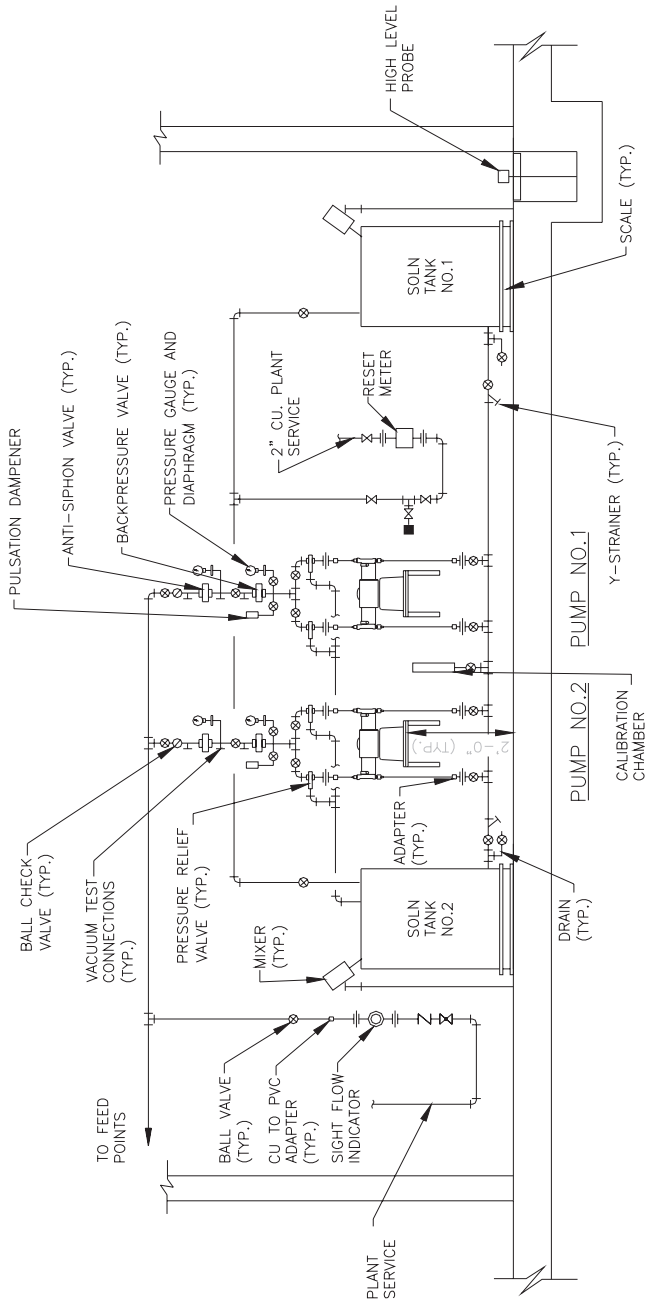 PULSATION DAMPENER
ANTI-SIPHON VALVE (TYP.)
BACKPRESSURE VALVE (TYP.)
PRESSURE GAUGE AND
DIAPHRAGM (TYP.)
BALL CHECK
VALVE (TYP.)
VACUUM TEST
CONNECTIONS
(TYP.)
PRESSURE RELIEF
VALVE (TYP.)
MIXER
(TYP.)
TO FEED
POINTS
BALL VALVE
(TYP.)
CU TO PVC
ADAPTER
(TYP.)
SIGHT FLOW
INDICATOR
PLANT
SERVICE
2" CU. PLANT
SERVICE
RESET
METER
HIGH LEVEL
PROBE
SOLN
TANK
NO.2
SOLN
TANK
NO.1
ADAPTER
(TYP.)
2'-0" (TYP.)
DRAIN
(TYP.)
PUMP NO.2
PUMP NO.1
CALIBRATION
CHAMBER
Y-STRAINER (TYP.)
SCALE (TYP.)